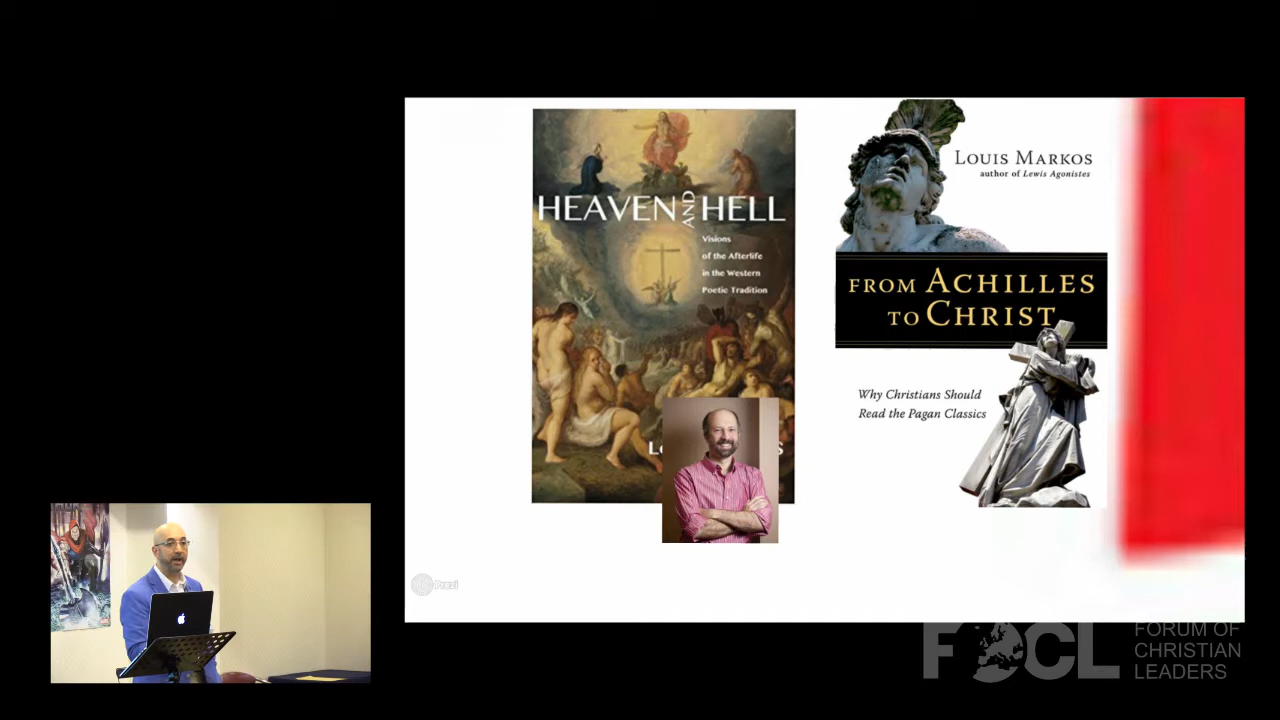 HEAVEN AND HELL
Visions
of the Afterlife
in the Western
Poetic Tradition
LOUIS MARKOS
author of Lewis Agonistes
FROM ACHILLES
TO CHRIST
Why Christians Should
Read the Pagan Classics
Prezi
FOCL
FORUM OF
CHRISTIAN
LEADERS